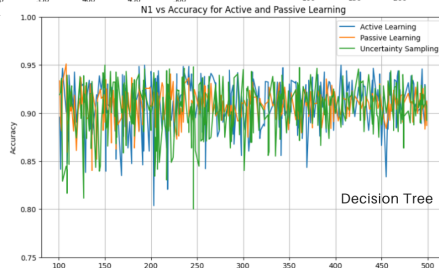 N1 vs Accuracy for Active and Passive Learning
1.00
Active Learning
Passive Learning
Uncertainty Sampling
0.95
0.90
Accuracy
0.85
Decision Tree
0.80
0.75
100 150 200 250 300 350 400 450 500